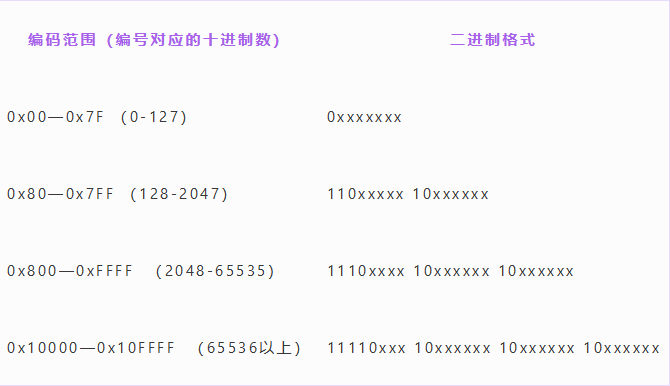 编码范围（编号对应的十进制数） 二进制格式
0x00—0x7F （0-127） 0xxxxxxx
0x80—0x7FF （128-2047） 110xxxxx 10xxxxxx
0x800—0xFFFF （2048-65535） 1110xxxx 10xxxxxx 10xxxxxx
0x10000—0x10FFFF （65536以上） 11110xxx 10xxxxxx 10xxxxxx 10xxxxxx